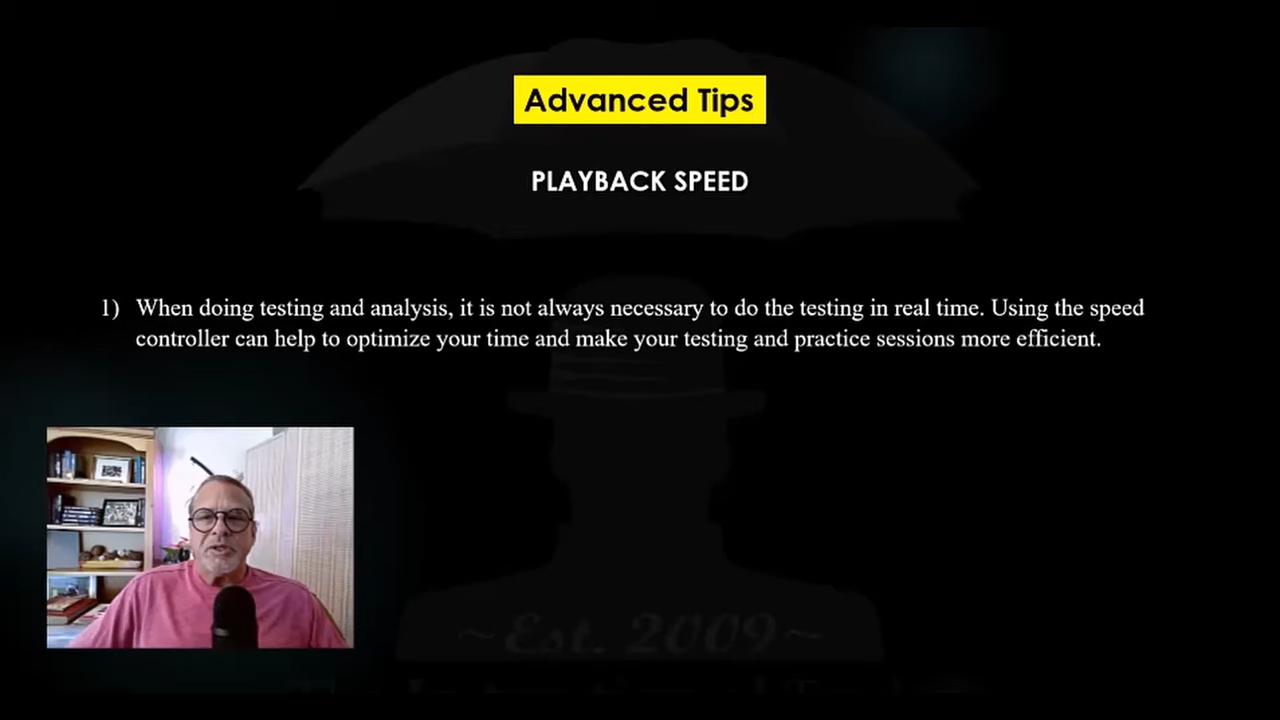 Advanced Tips
PLAYBACK SPEED
1) When doing testing and analysis, it is not always necessary to do the testing in real time. Using the speed
controller can help to optimize your time and make your testing and practice sessions more efficient.
~Est. 2009~